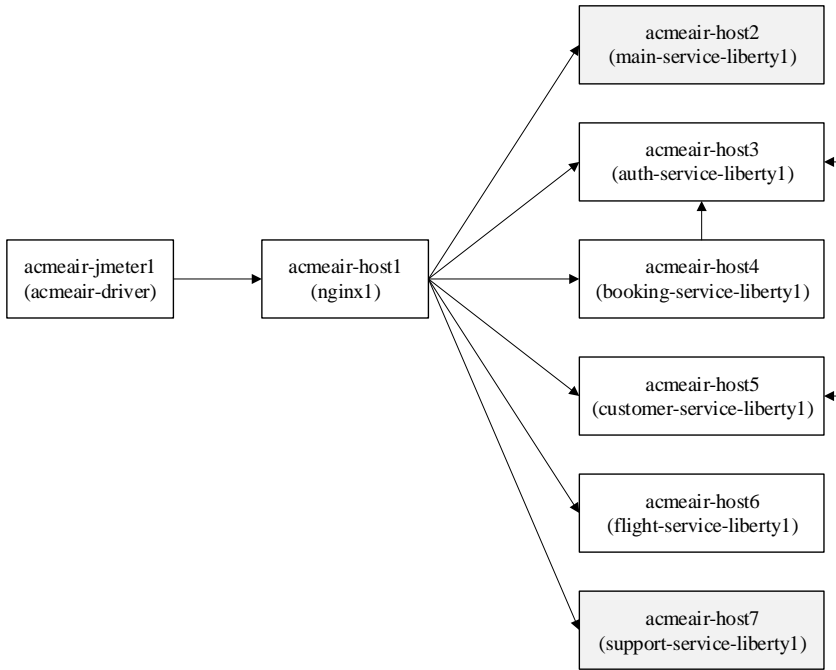 acmeair-host2
(main-service-liberty1)
acmeair-host3
(auth-service-liberty1)
acmeair-jmeter1
(acmeair-driver)
acmeair-host1
(nginx1)
acmeair-host4
(booking-service-liberty1)
acmeair-host5
(customer-service-liberty1)
acmeair-host6
(flight-service-liberty1)
acmeair-host7
(support-service-liberty1)